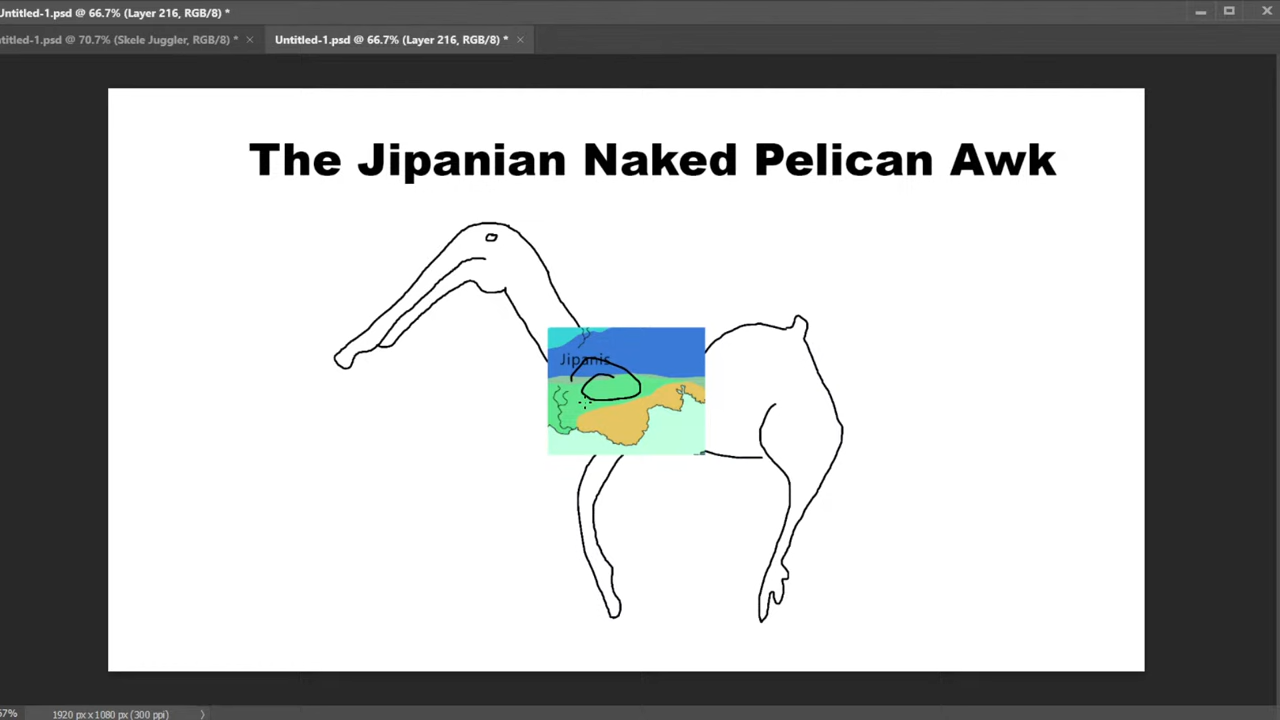 Untitled-1.psd @ 66.7% (Layer 216, RGB/8) *
ntitled-1.psd @ 70.7% (Skele Juggler, RGB/8) * × Untitled-1.psd @ 66.7% (Layer 216, RGB/8) * ×
The Jipanian Naked Pelican Awk
Jipanis
67% 1920 px x 1080 px (300 ppi)